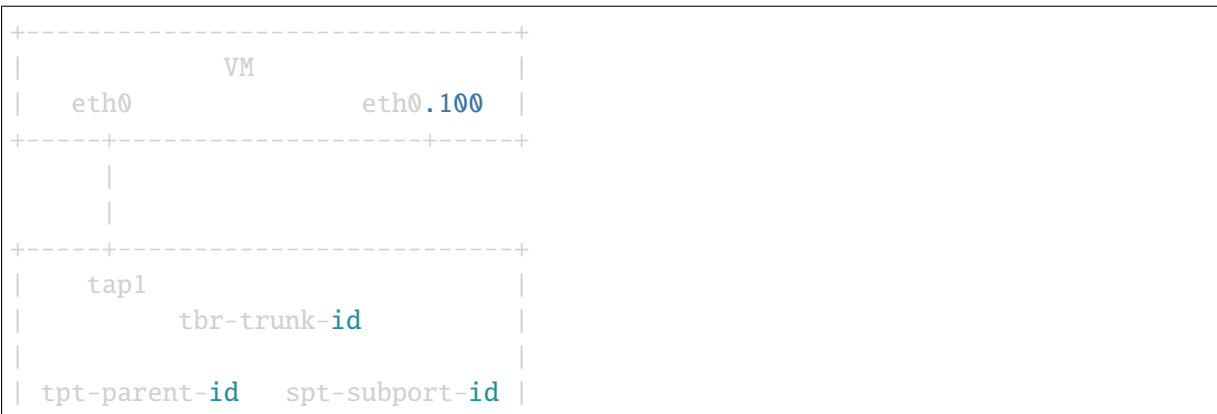 +--------------------------------+
|             VM                 |
|   eth0               eth0.100  |
+-----+--------------------+-----+
      |
      |
+-----+--------------------------+
|    tap1                        |
|          tbr-trunk-id          |
|                                |
| tpt-parent-id   spt-subport-id |